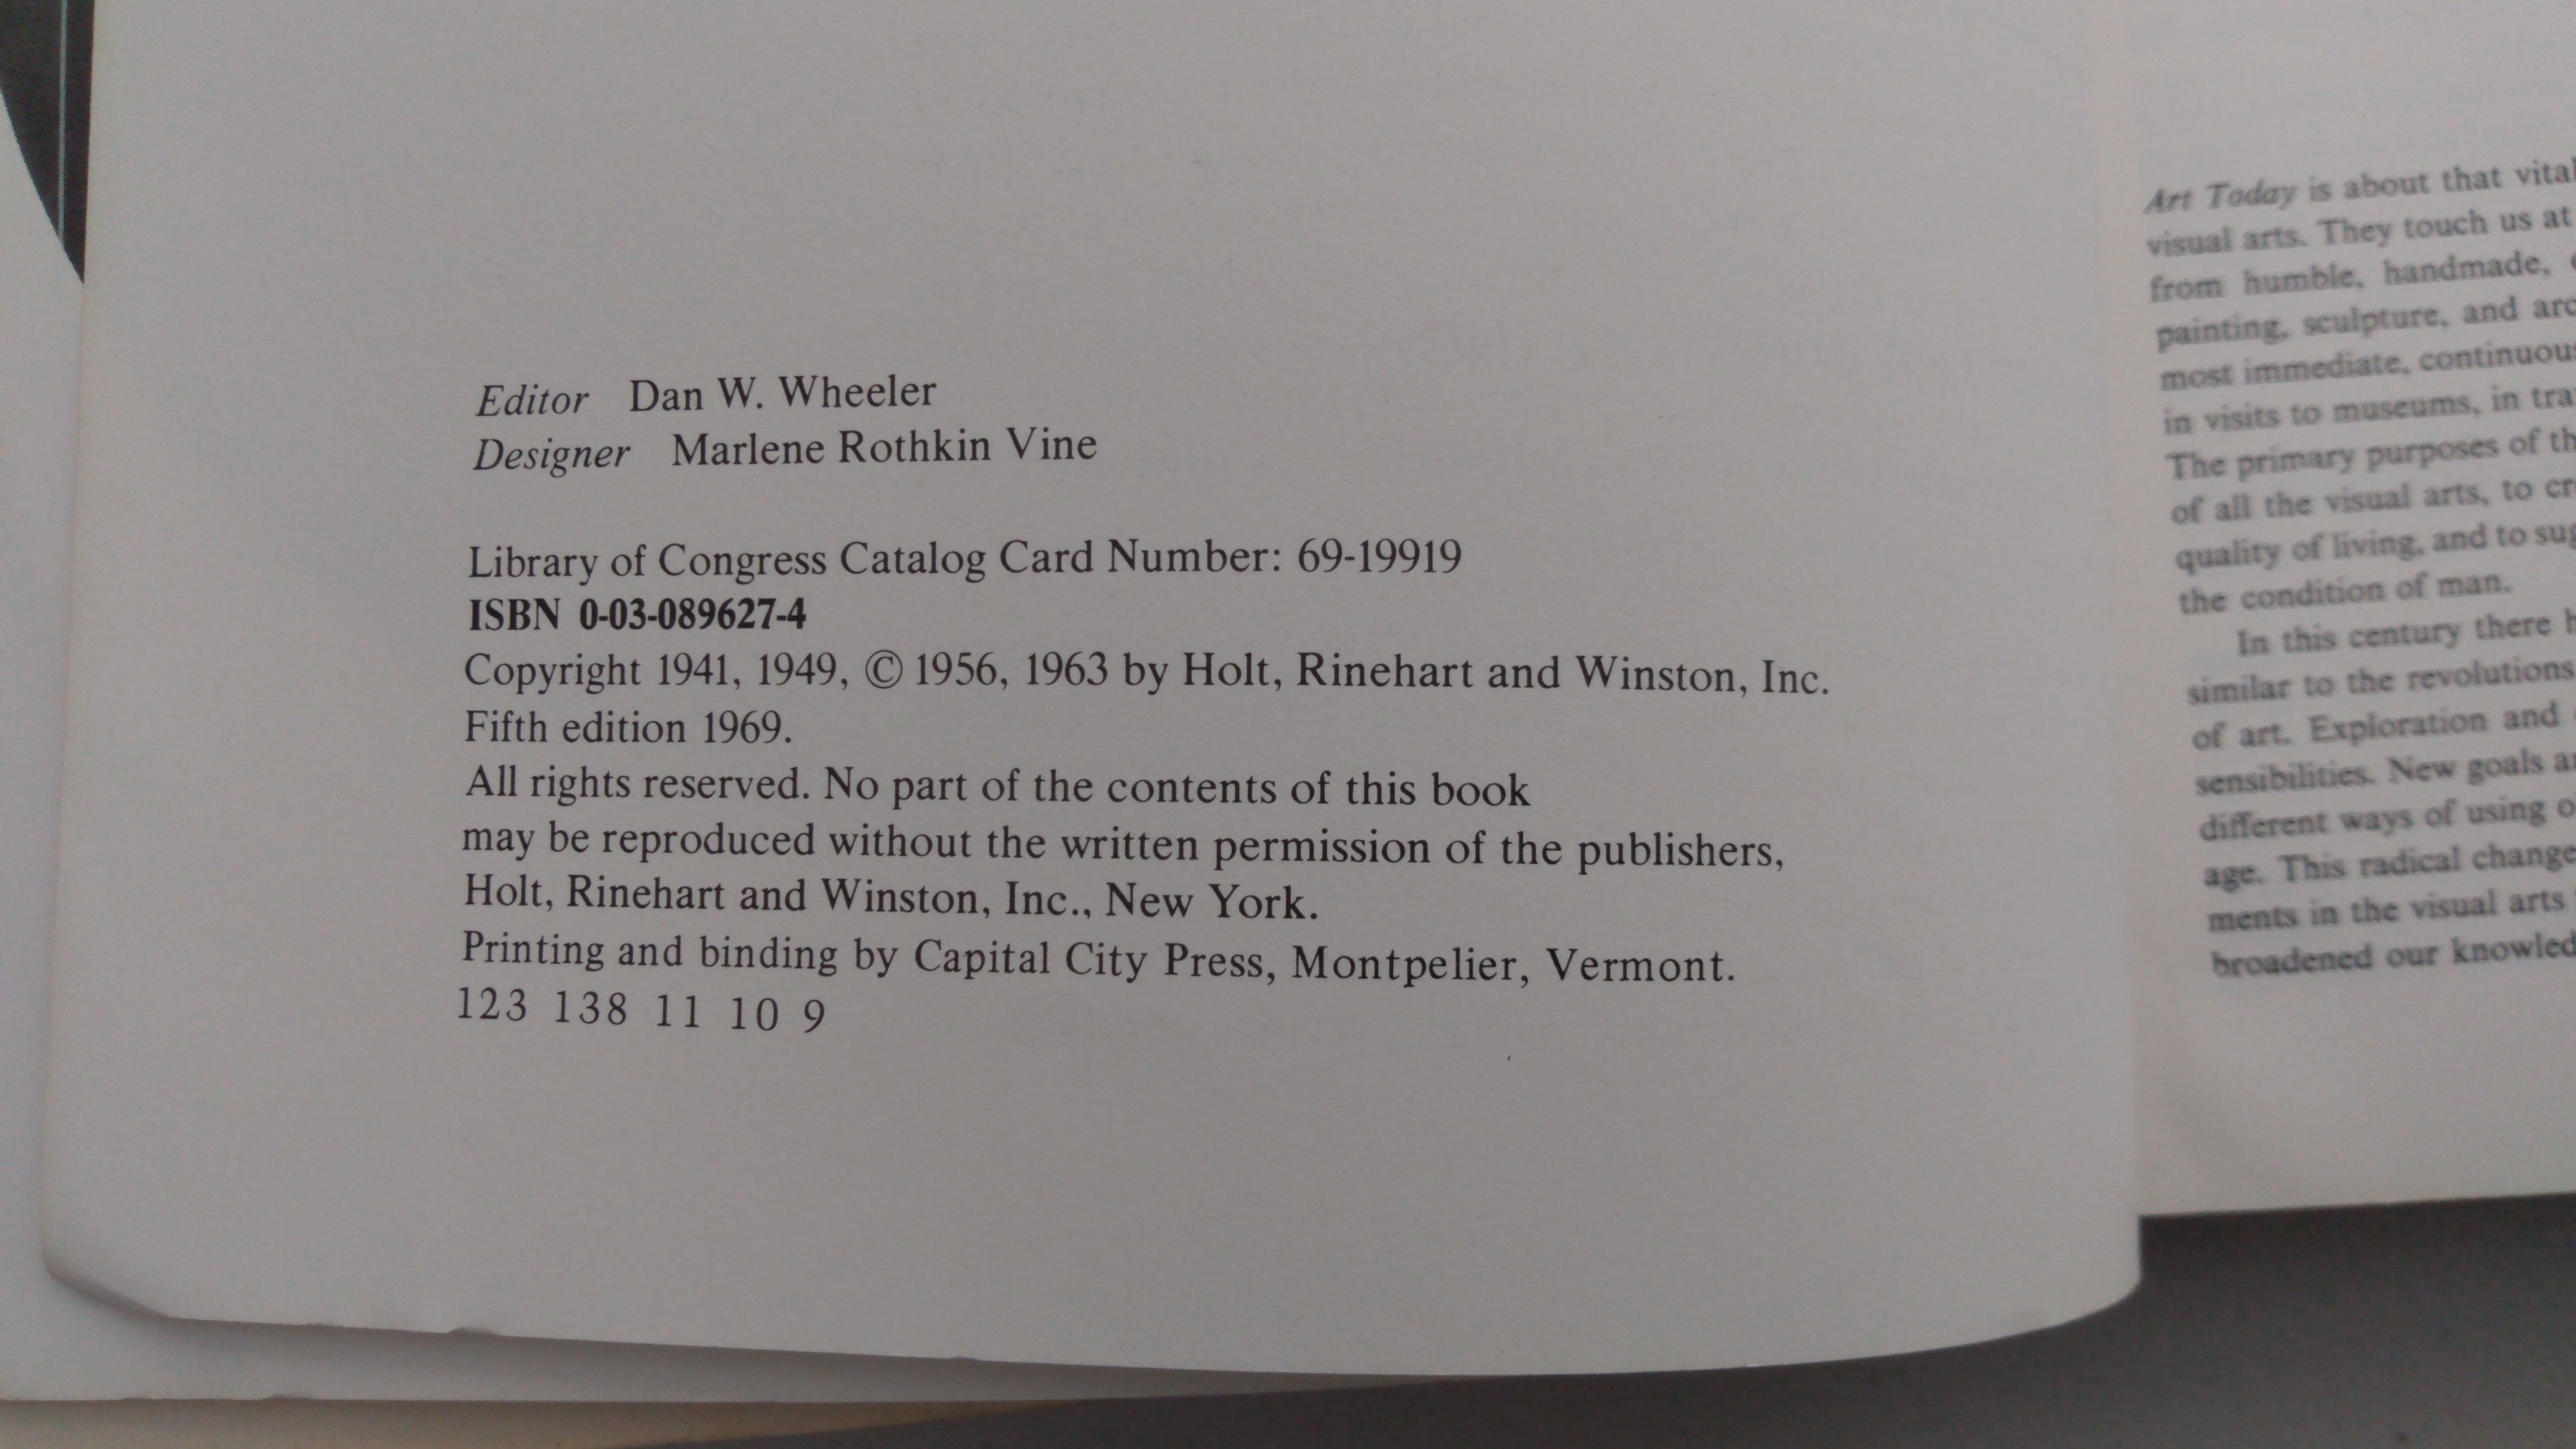 Editor Dan W. Wheeler
Designer Marlene Rothkin Vine
Library of Congress Catalog Card Number: 69-19919
ISBN 0-03-089627-4
Copyright 1941, 1949, © 1956, 1963 by Holt, Rinehart and Winston, Inc.
Fifth edition 1969.
All rights reserved. No part of the contents of this book
may be reproduced without the written permission of the publishers,
Holt, Rinehart and Winston, Inc., New York.
Printing and binding by Capital City Press, Montpelier, Vermont.
123 138 11 10 9
Art Today is about that vital
visual arts. They touch us at
from humble, handmade,
painting, sculpture, and
most immediate, continuous
in visits to museums, in
The primary purposes of
of all the visual arts, to
quality of living, and to
the condition of man.
In this century there
similar to the revolutions
of art. Exploration and
sensibilities. New goals
different ways of using
age. This radical change
ments in the visual arts
broadened our